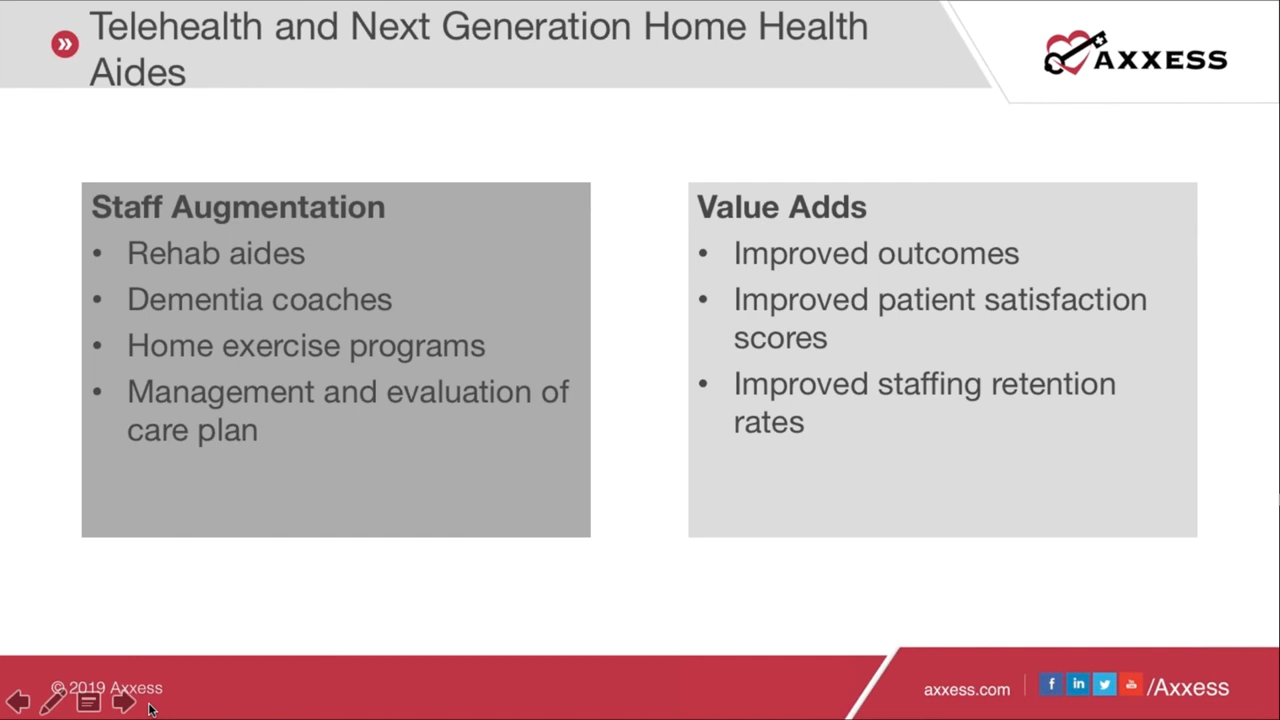 Telehealth and Next Generation Home Health
Aides
AXXESS
Staff Augmentation
• Rehab aides
• Dementia coaches
• Home exercise programs
• Management and evaluation of
care plan
Value Adds
• Improved outcomes
• Improved patient satisfaction
scores
• Improved staffing retention
rates
© 2019 Axxess
axxess.com
/Axxess